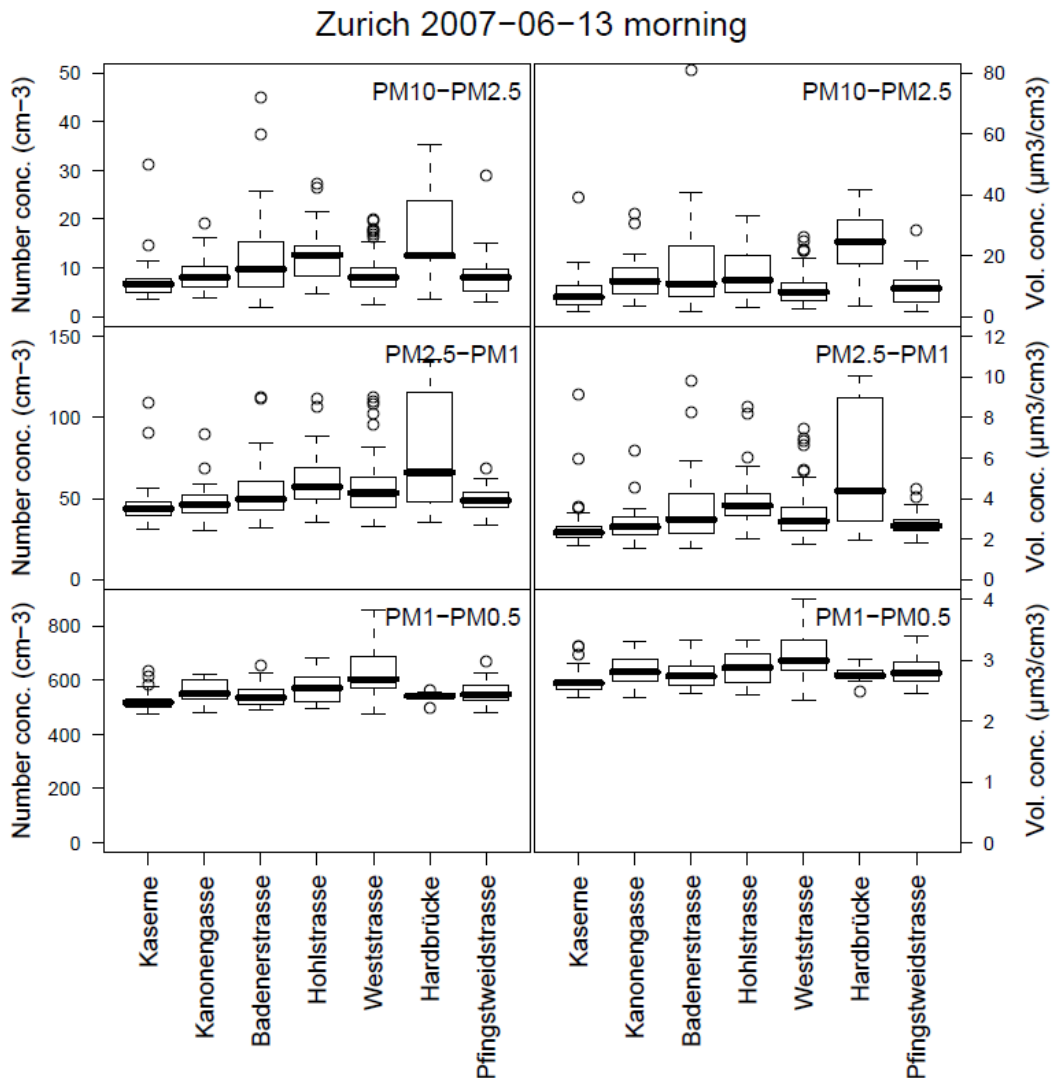 Zurich 2007−06−13 morning
Number conc. (cm−3)
50
40
30
20
10
0
PM10−PM2.5
PM10−PM2.5
80
60
40
20
0
Vol. conc. (µm3/cm3)
Number conc. (cm−3)
150
100
50
0
PM2.5−PM1
PM2.5−PM1
12
10
8
6
4
2
0
Vol. conc. (µm3/cm3)
Number conc. (cm−3)
800
600
400
200
0
PM1−PM0.5
PM1−PM0.5
4
3
2
1
0
Vol. conc. (µm3/cm3)
Kaserne
Kanonengasse
Badenerstrasse
Hohlstrasse
Weststrasse
Hardbrücke
Pfingstweidstrasse
Kaserne
Kanonengasse
Badenerstrasse
Hohlstrasse
Weststrasse
Hardbrücke
Pfingstweidstrasse